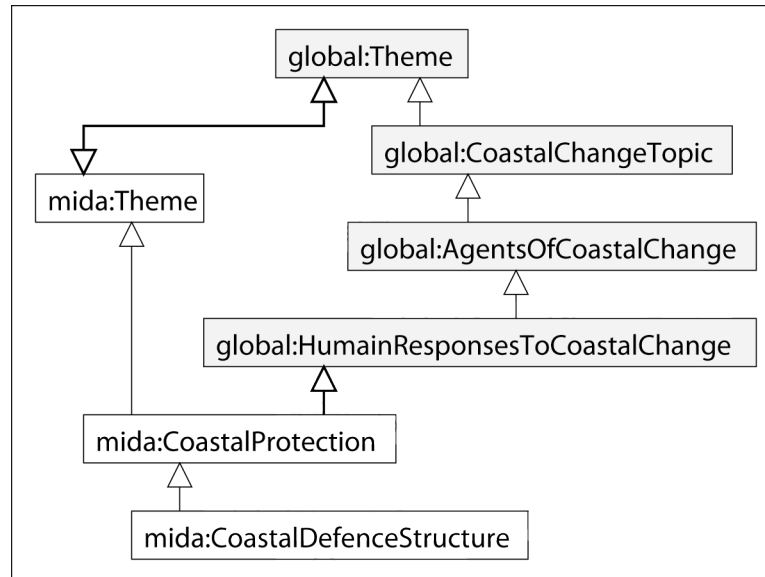 global:Theme
global:CoastalChangeTopic
mida:Theme
global:AgentsOfCoastalChange
global:HumainResponsesToCoastalChange
mida:CoastalProtection
mida:CoastalDefenceStructure